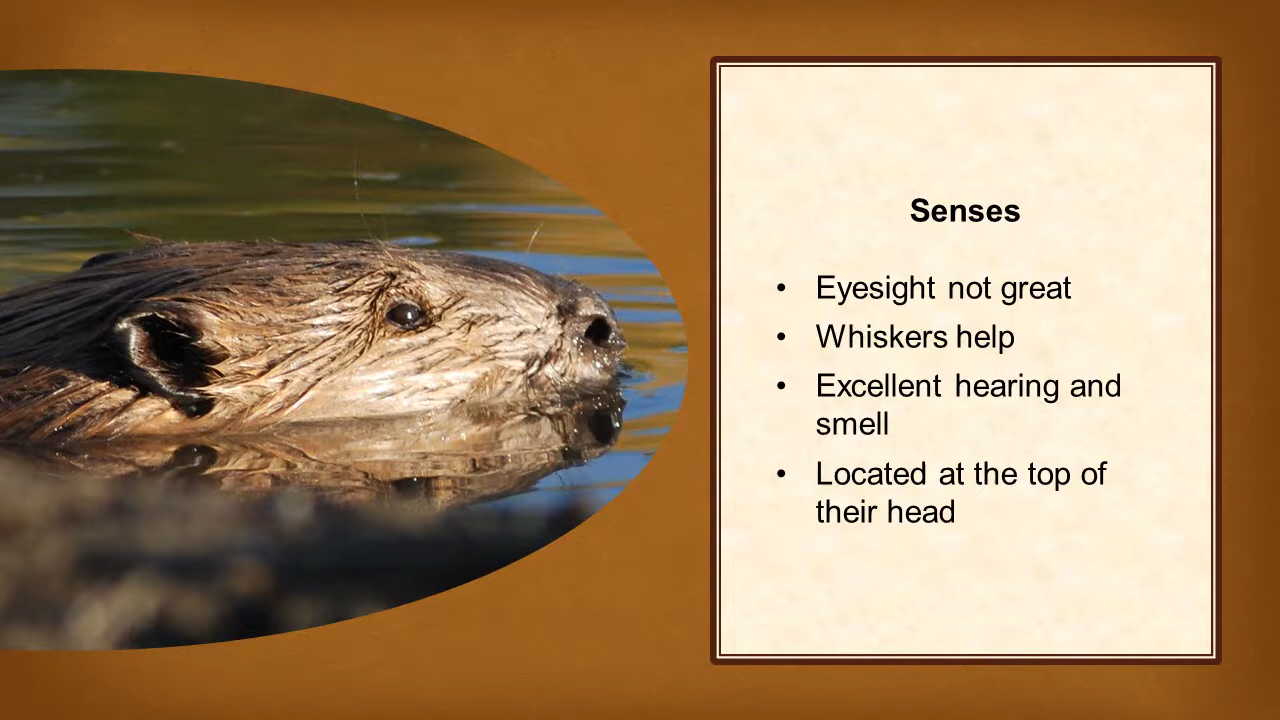 Senses
• Eyesight not great
• Whiskers help
• Excellent hearing and
smell
• Located at the top of
their head